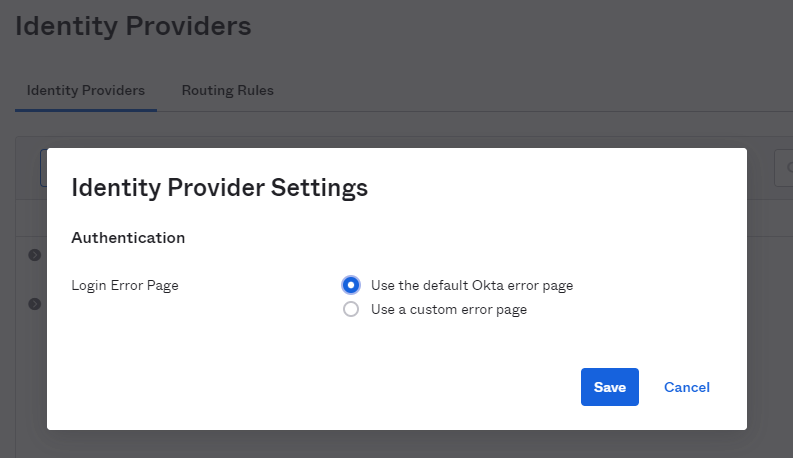 Identity Providers
Identity Providers Routing Rules
Identity Provider Settings
Authentication
Login Error Page
Use the default Okta error page
Use a custom error page
Save Cancel